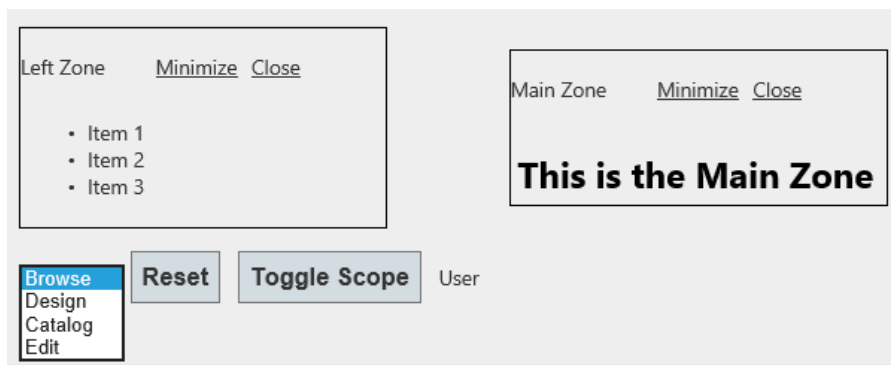 Left Zone Minimize Close
Item 1
Item 2
Item 3
Main Zone Minimize Close
This is the Main Zone
Browse
Design
Catalog
Edit
Reset
Toggle Scope
User